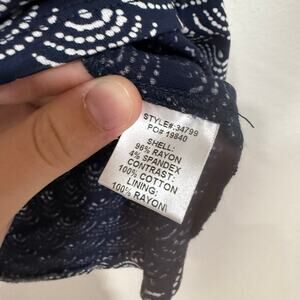 STYLE#:34799
PO# 19840
SHELL:
96% RAYON
4% SPANDEX
CONTRAST:
100% COTTON
LINING:
100% RAYON